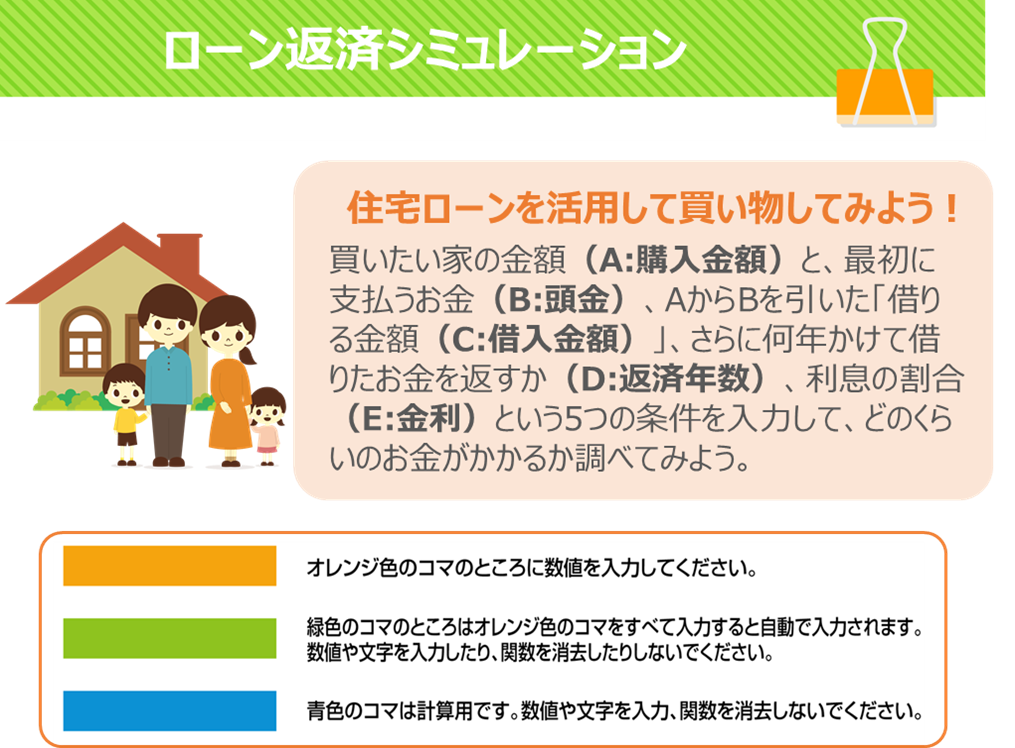 ローン返済シミュレーション
住宅ローンを活用して買い物してみよう！
買いたい家の金額（A:購入金額）と、最初に
支払うお金（B:頭金）、AからBを引いた「借り
る金額（C:借入金額）」、さらに何年かけて借
りたお金を返すか（D:返済年数）、利息の割合
（E:金利）という5つの条件を入力して、どのくら
いのお金がかかるか調べてみよう。
オレンジ色のコマのところに数値を入力してください。
緑色のコマのところはオレンジ色のコマをすべて入力すると自動で入力されます。
数値や文字を入力したり、関数を消去したりしないでください。
青色のコマは計算用です。数値や文字を入力、関数を消去しないでください。